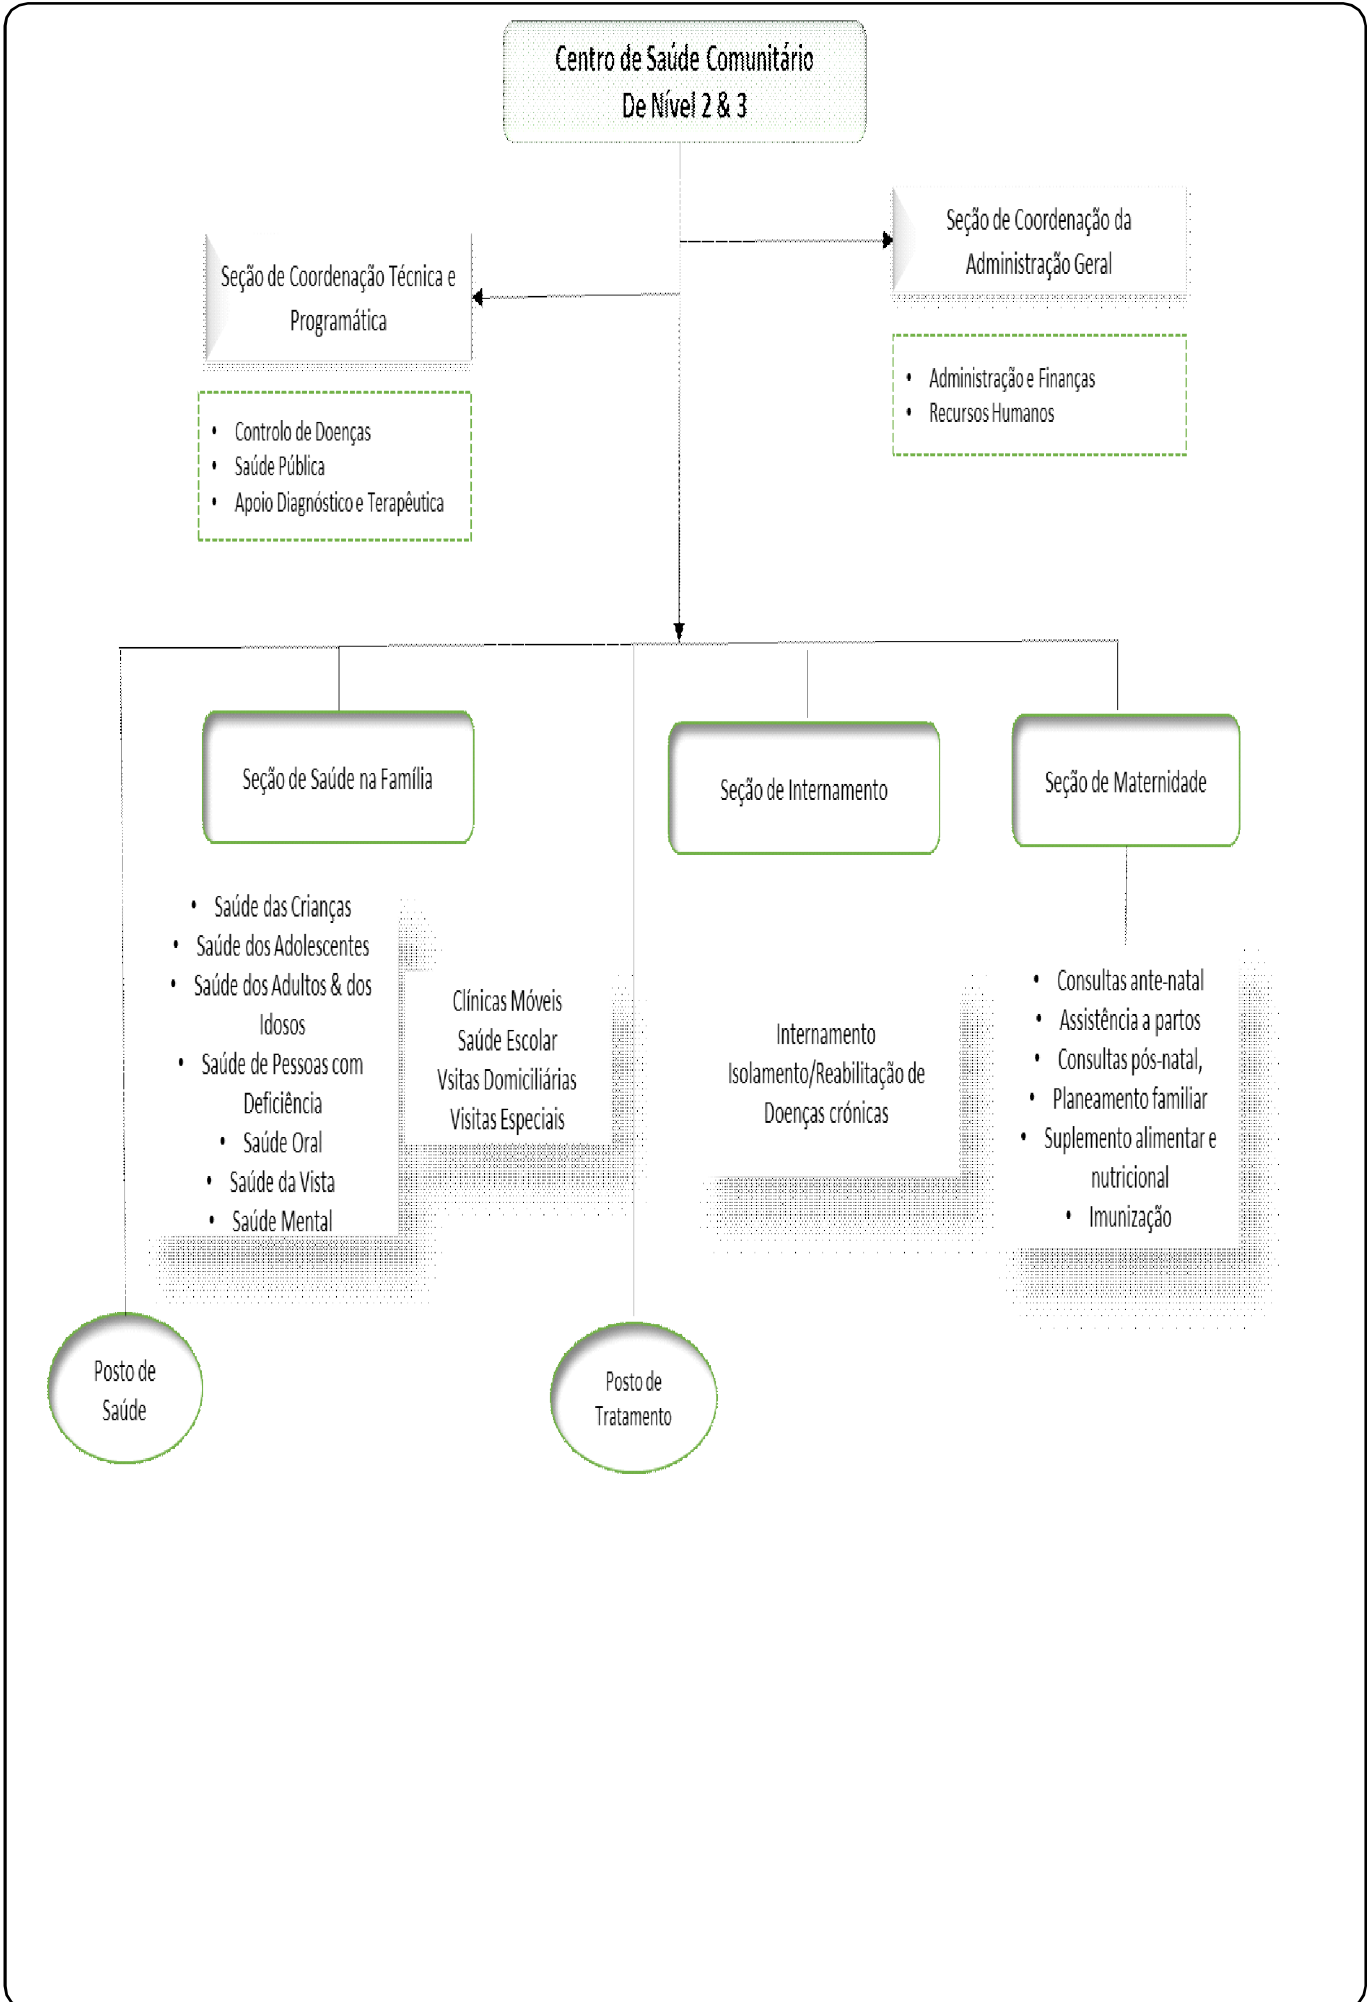 Centro de Saúde Comunitário
De Nível 2 & 3
Seção de Coordenação da
Administração Geral
Seção de Coordenação Técnica e
Programática
• Administração e Finanças
• Recursos Humanos
• Controlo de Doenças
• Saúde Pública
• Apoio Diagnóstico e Terapêutica
Seção de Saúde na Família
Seção de Internamento
Seção de Maternidade
• Saúde das Crianças
• Saúde dos Adolescentes
• Saúde dos Adultos & dos
Idosos
• Saúde de Pessoas com
Deficiência
• Saúde Oral
• Saúde da Vista
• Saúde Mental
Clínicas Móveis
Saúde Escolar
Vsitas Domiciliárias
Visitas Especiais
Internamento
Isolamento/Reabilitação de
Doenças crónicas
• Consultas ante-natal
• Assistência a partos
• Consultas pós-natal,
• Planeamento familiar
• Suplemento alimentar e
nutricional
• Imunização
Posto de
Saúde
Posto de
Tratamento